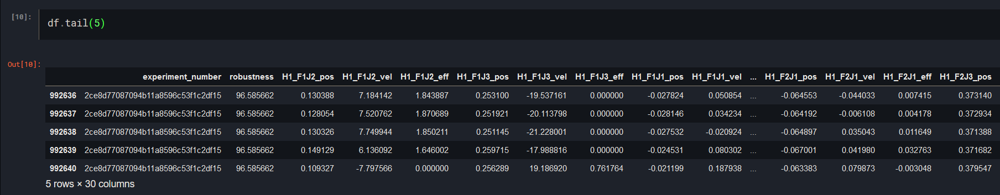 [10]: df.tail(5)
Out[10]:
experiment_number robustness H1_F1J2_pos H1_F1J2_vel H1_F1J2_eff H1_F1J3_pos H1_F1J3_vel H1_F1J3_eff H1_F1J1_pos H1_F1J1_vel ... H1_F2J1_pos H1_F2J1_vel H1_F2J1_eff H1_F2J3_pos
992636 2ce8d77087094b11a8596c53f1c2df15 96.585662 0.130388 7.184142 1.843887 0.253100 -19.537161 0.000000 -0.027824 0.050854 ... -0.064553 -0.044033 0.007415 0.373140
992637 2ce8d77087094b11a8596c53f1c2df15 96.585662 0.128054 7.520762 1.870689 0.251921 -20.113798 0.000000 -0.028146 0.034234 ... -0.064192 -0.006108 0.004178 0.372934
992638 2ce8d77087094b11a8596c53f1c2df15 96.585662 0.130326 7.749944 1.850211 0.251145 -21.228001 0.000000 -0.027532 -0.020924 ... -0.064897 0.035043 0.011649 0.371388
992639 2ce8d77087094b11a8596c53f1c2df15 96.585662 0.149129 6.136092 1.646002 0.259715 -17.988816 0.000000 -0.024531 0.080302 ... -0.067001 0.041980 0.032763 0.371682
992640 2ce8d77087094b11a8596c53f1c2df15 96.585662 0.109327 -7.797566 0.000000 0.256289 19.186920 0.761764 -0.021199 0.187938 ... -0.063383 0.079873 -0.003048 0.379547
5 rows × 30 columns